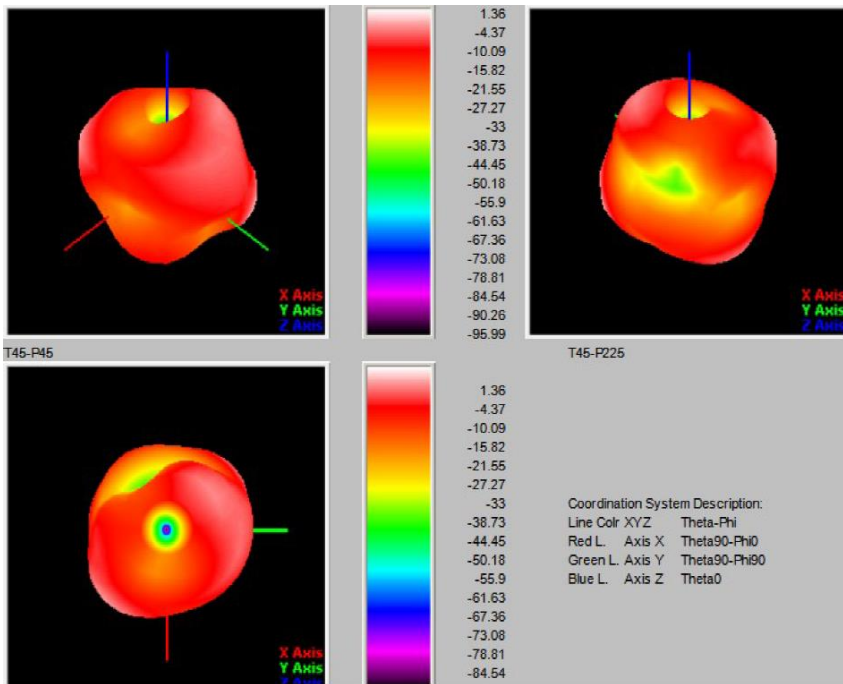 1.36
-4.37
-10.09
-15.82
-21.55
-27.27
-33
-38.73
-44.45
-50.18
-55.9
-61.63
-67.36
-73.08
-78.81
-84.54
-90.26
-95.99
X Axis
Y Axis
Z Axis
X Axis
Y Axis
Z Axis
T45-P45
T45-P225
1.36
-4.37
-10.09
-15.82
-21.55
-27.27
-33
-38.73
-44.45
-50.18
-55.9
-61.63
-67.36
-73.08
-78.81
-84.54
X Axis
Y Axis
Z Axis
Coordination System Description:
Line Colr XYZ Theta-Phi
Red L. Axis X Theta90-Phi0
Green L. Axis Y Theta90-Phi90
Blue L. Axis Z Theta0